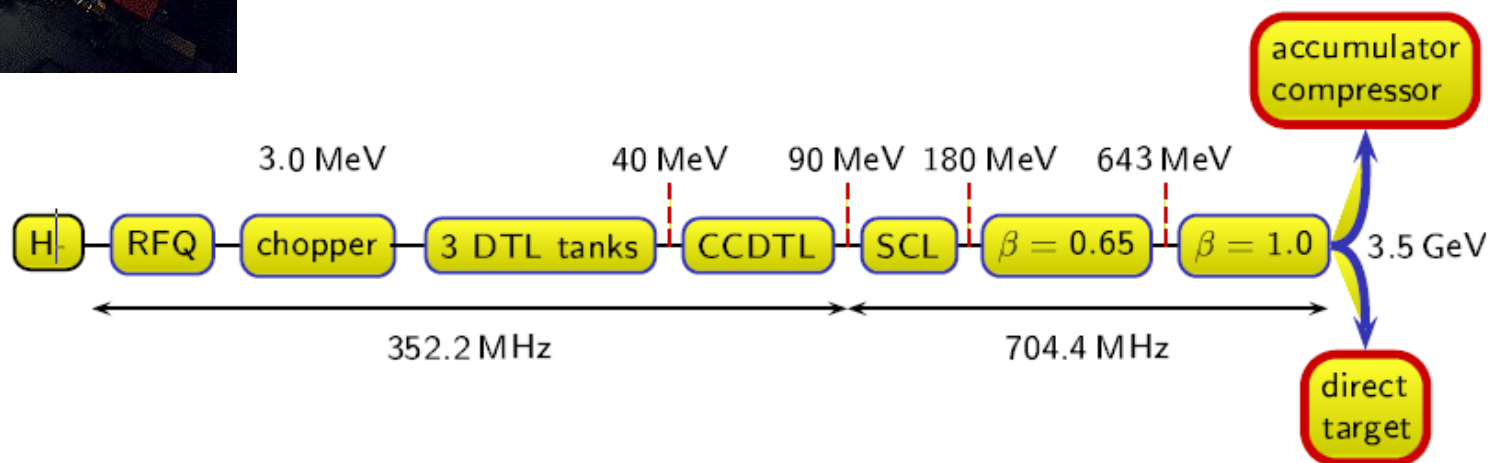 accumulator
compressor
3.0 MeV
40 MeV
90 MeV
180 MeV
643 MeV
H-
RFQ
chopper
3 DTL tanks
CCDTL
SCL
β = 0.65
β = 1.0
3.5 GeV
352.2 MHz
704.4 MHz
direct
target